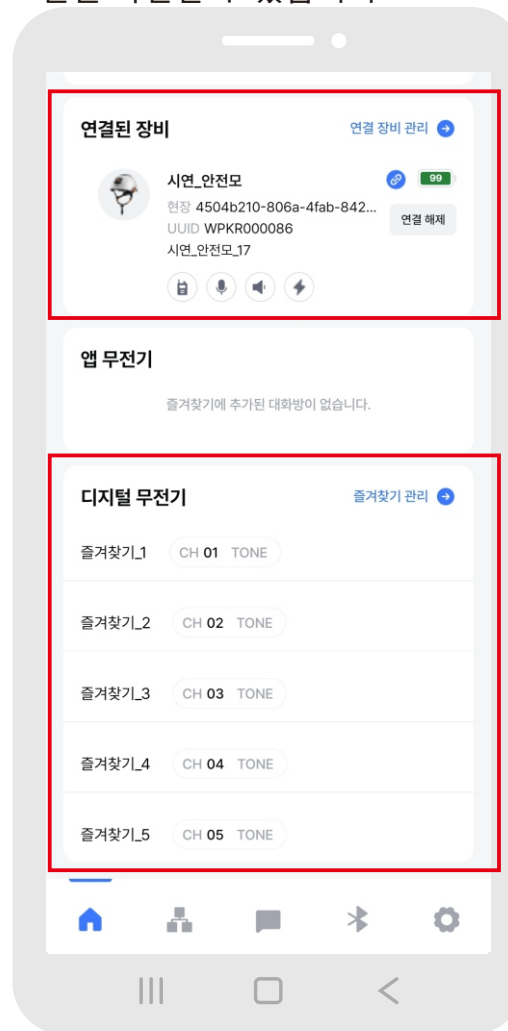 연결된 장비 연결 장비 관리
시연_안전모 99
현장 4504b210-806a-4fab-842...
연결 해제
UUID WPKR000086
시연_안전모_17
앱 무전기
즐겨찾기에 추가된 대화방이 없습니다.
디지털 무전기 즐겨찾기 관리
즐겨찾기_1 CH 01 TONE
즐겨찾기_2 CH 02 TONE
즐겨찾기_3 CH 03 TONE
즐겨찾기_4 CH 04 TONE
즐겨찾기_5 CH 05 TONE